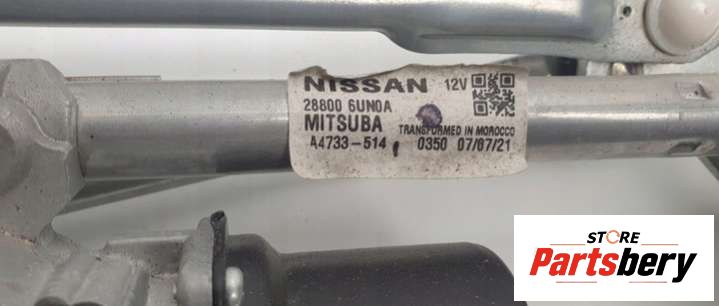 NISSAN 12V
28800 6UN0A
MITSUBA TRANSFORMED IN MOROCCO
A4733-514 0350 07/07/21
STORE
Partsbery